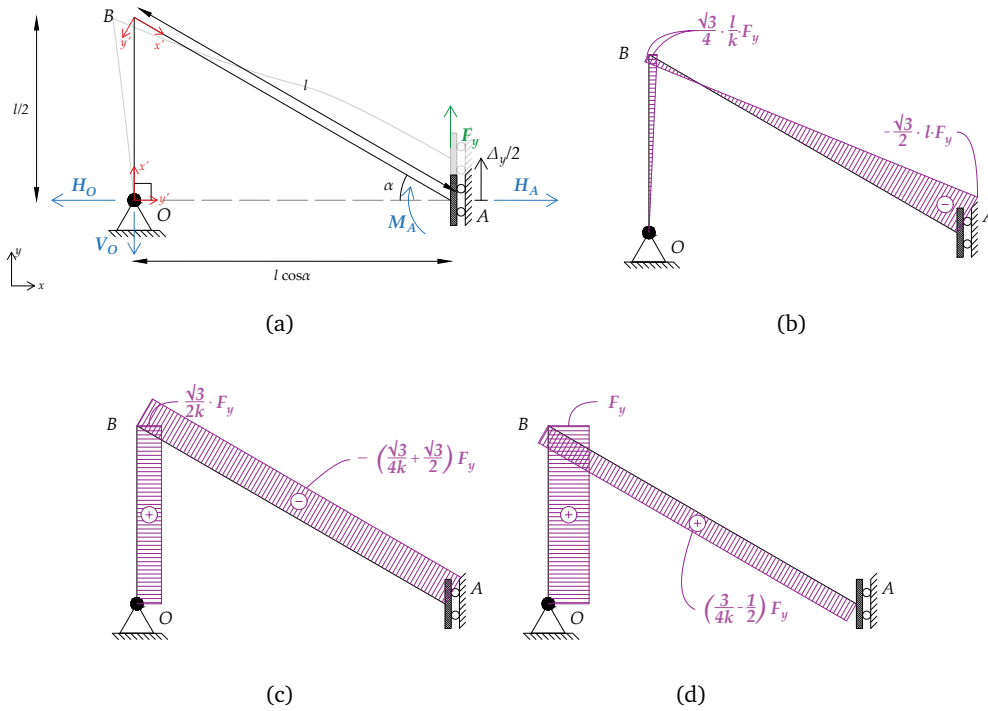 B
y′
x′
l
l/2
F_y
Δ_y/2
x′
α
H_O
y′
O
M_A
A
H_A
V_O
y
x
l cosα
(a)
√3/4 · l/k · F_y
B
- √3/2 · l · F_y
−
O
A
(b)
√3/2k · F_y
B
− (√3/4k + √3/2) F_y
−
+
A
O
(c)
F_y
B
+
+
A
O
(3/4k - 1/2) F_y
(d)